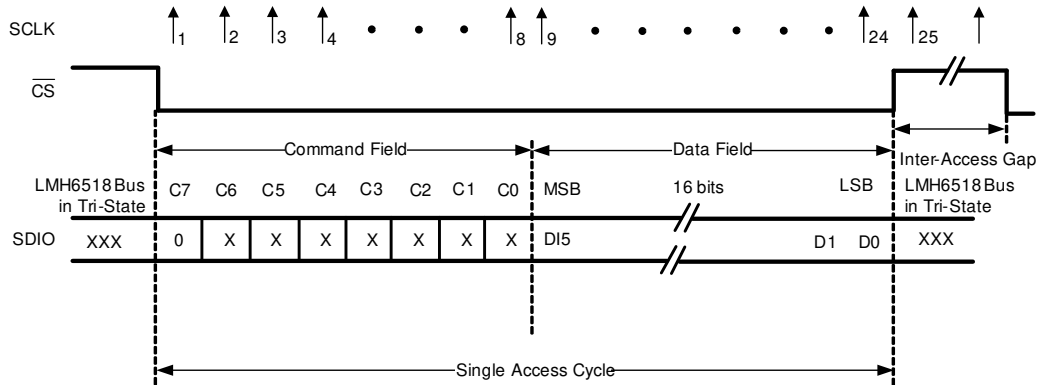 SCLK 1 2 3 4 8 9 24 25
CS
Command Field Data Field
Inter-Access Gap
LMH6518 Bus in Tri-State C7 C6 C5 C4 C3 C2 C1 C0 MSB 16 bits LSB LMH6518 Bus in Tri-State
SDIO XXX 0 X X X X X X X DI5 D1 D0 XXX
Single Access Cycle